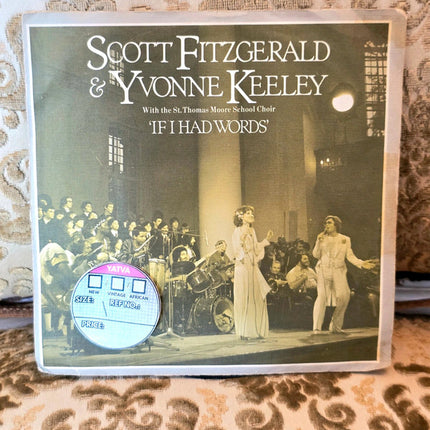 SCOTT FITZGERALD
& YVONNE KEELEY
With the St. Thomas Moore School Choir
'IF I HAD WORDS'
YATVA
NEW VINTAGE AFRICAN
SIZE: REF NO.:
PRICE: